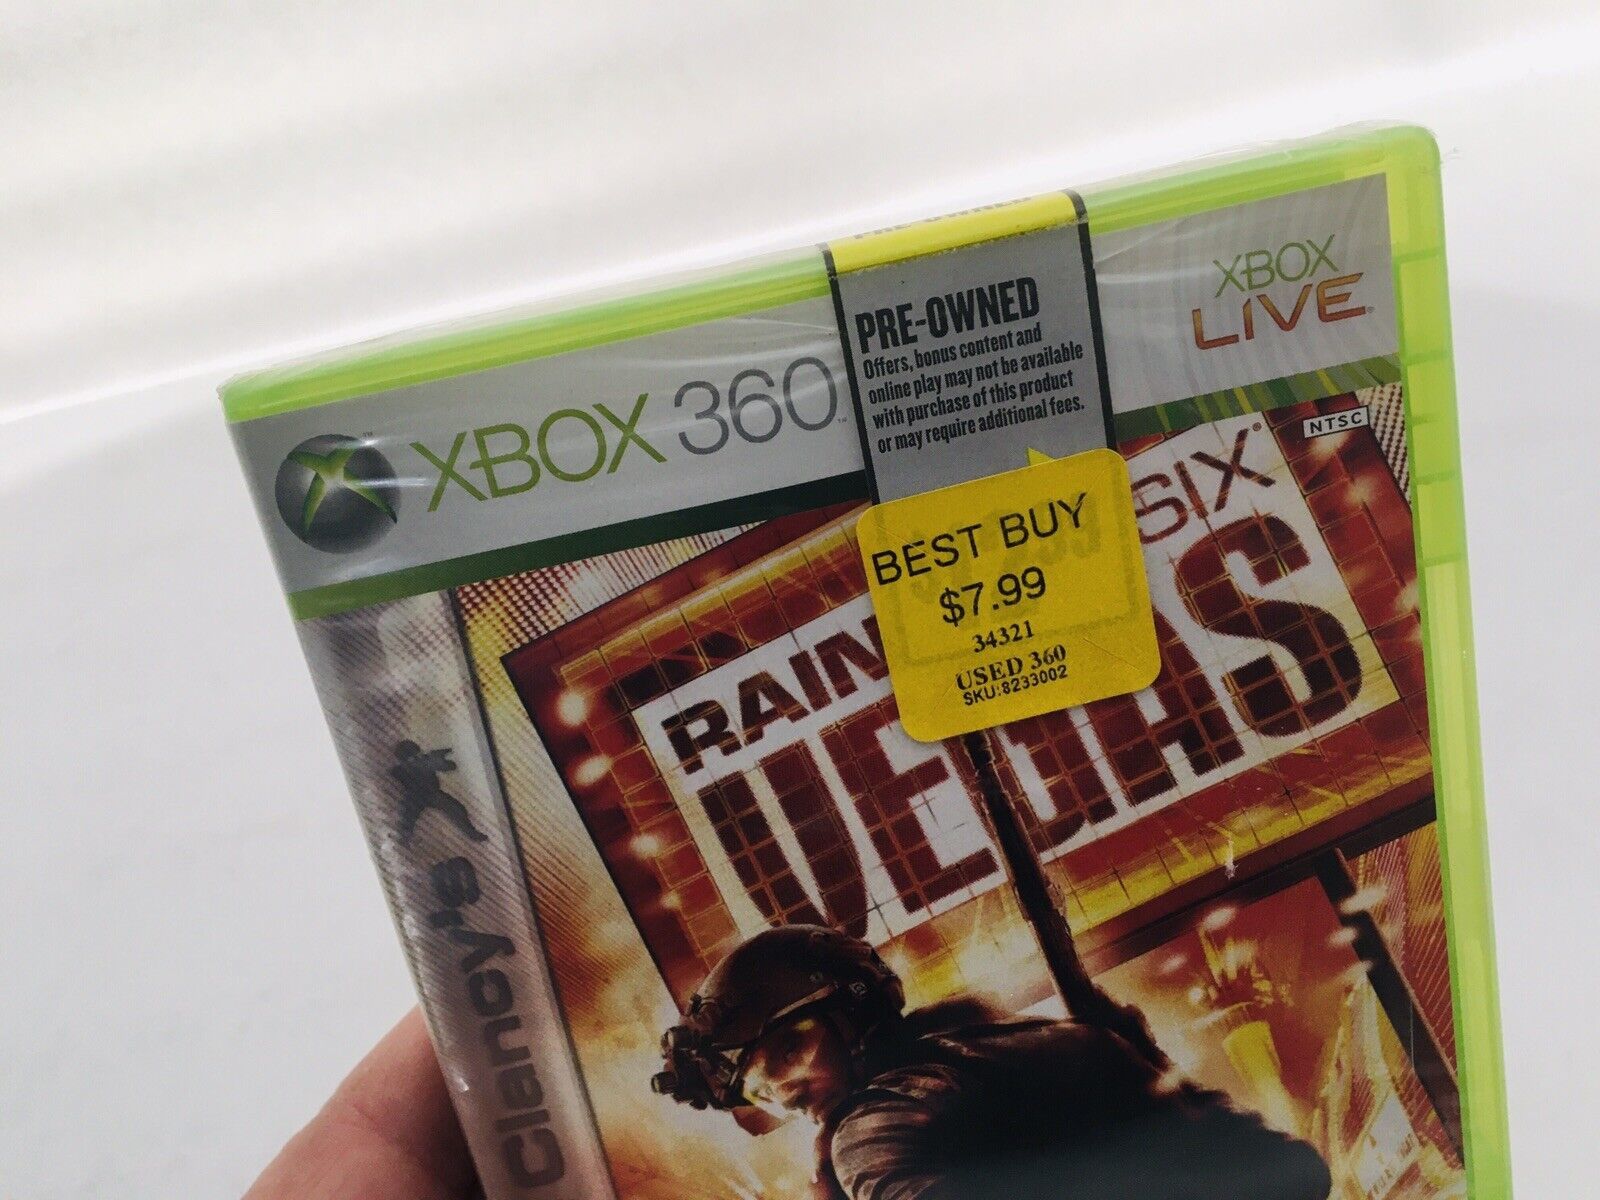 PRE-OWNED
PRE-OWNED
Offers, bonus content and
online play may not be available
with purchase of this product
or may require additional fees.
XBOX 360™
XBOX
LIVE®
NTSC
BEST BUY
$7.99
34321
USED 360
SKU:8233002
RAIN SIX®
VEGAS
Clancy's